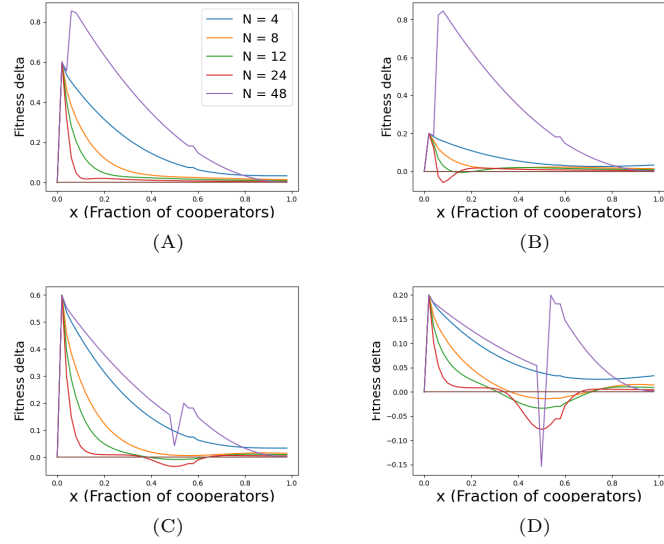 Fitness delta
0.8
0.6
0.4
0.2
0.0
N = 4
N = 8
N = 12
N = 24
N = 48
0.0 0.2 0.4 0.6 0.8 1.0
x (Fraction of cooperators)
(A)
Fitness delta
0.8
0.6
0.4
0.2
0.0
0.0 0.2 0.4 0.6 0.8 1.0
x (Fraction of cooperators)
(B)
Fitness delta
0.6
0.5
0.4
0.3
0.2
0.1
0.0
0.0 0.2 0.4 0.6 0.8 1.0
x (Fraction of cooperators)
(C)
Fitness delta
0.20
0.15
0.10
0.05
0.00
−0.05
−0.10
−0.15
0.0 0.2 0.4 0.6 0.8 1.0
x (Fraction of cooperators)
(D)